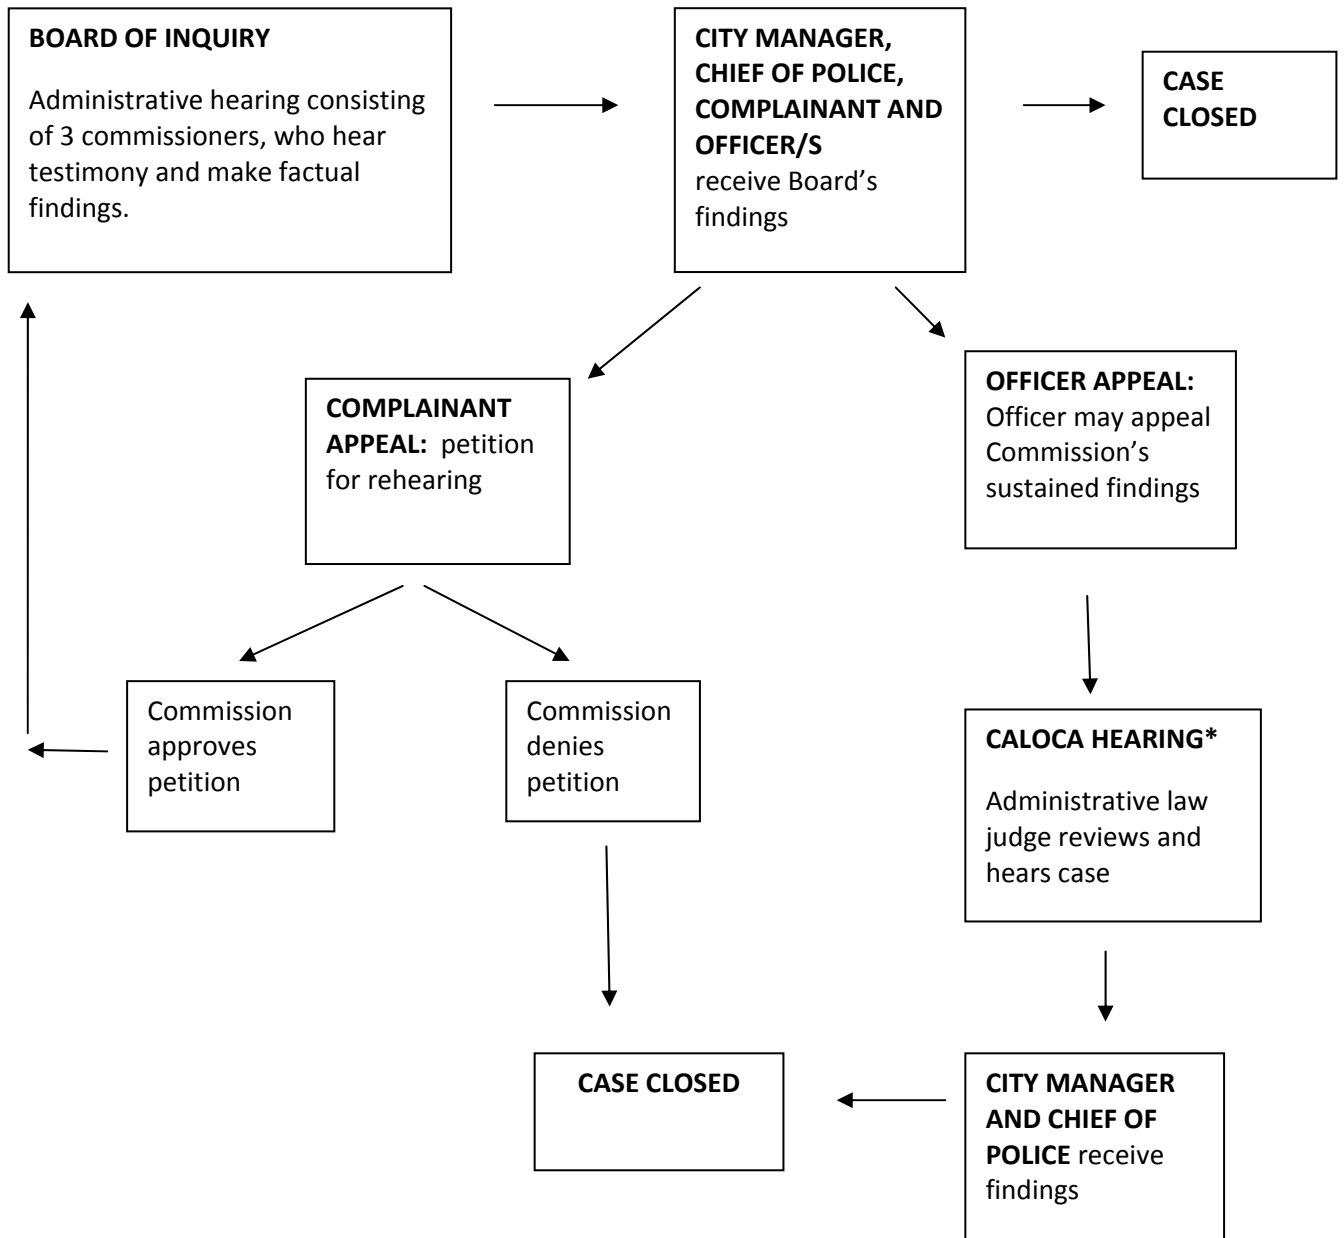 BOARD OF INQUIRY
Administrative hearing consisting
of 3 commissioners, who hear
testimony and make factual
findings.
CITY MANAGER,
CHIEF OF POLICE,
COMPLAINANT AND
OFFICER/S
receive Board’s
findings
CASE
CLOSED
COMPLAINANT
APPEAL:  petition
for rehearing
OFFICER APPEAL:
Officer may appeal
Commission’s
sustained findings
Commission
approves
petition
Commission
denies
petition
CALOCA HEARING*
Administrative law
judge reviews and
hears case
CASE CLOSED
CITY MANAGER
AND CHIEF OF
POLICE receive
findings